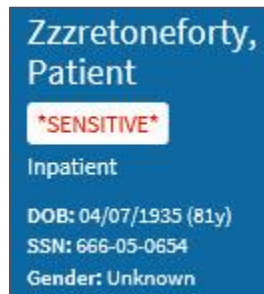 Zzzretoneforty,
Patient
*SENSITIVE*
Inpatient
DOB: 04/07/1935 (81y)
SSN: 666-05-0654
Gender: Unknown